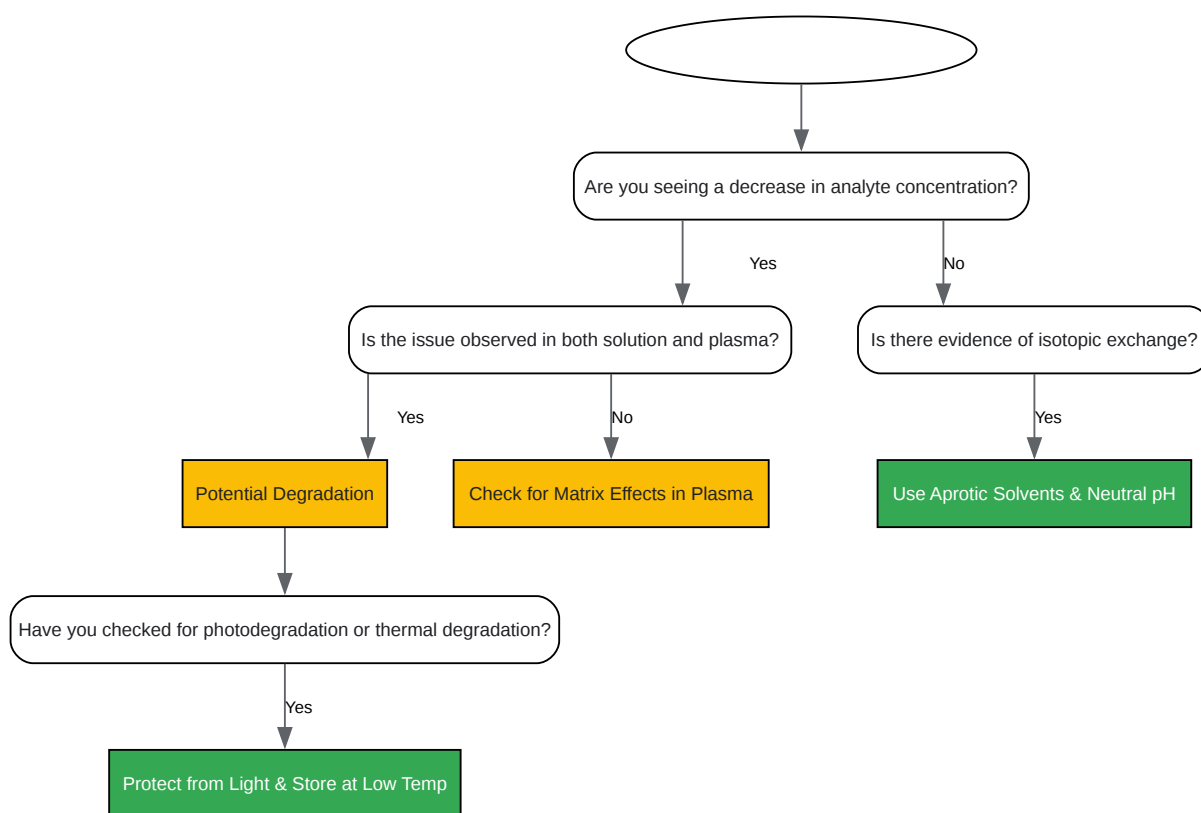 Are you seeing a decrease in analyte concentration?
Yes
No
Is the issue observed in both solution and plasma?
Is there evidence of isotopic exchange?
Yes
No
Yes
Potential Degradation
Check for Matrix Effects in Plasma
Use Aprotic Solvents & Neutral pH
Have you checked for photodegradation or thermal degradation?
Yes
Protect from Light & Store at Low Temp